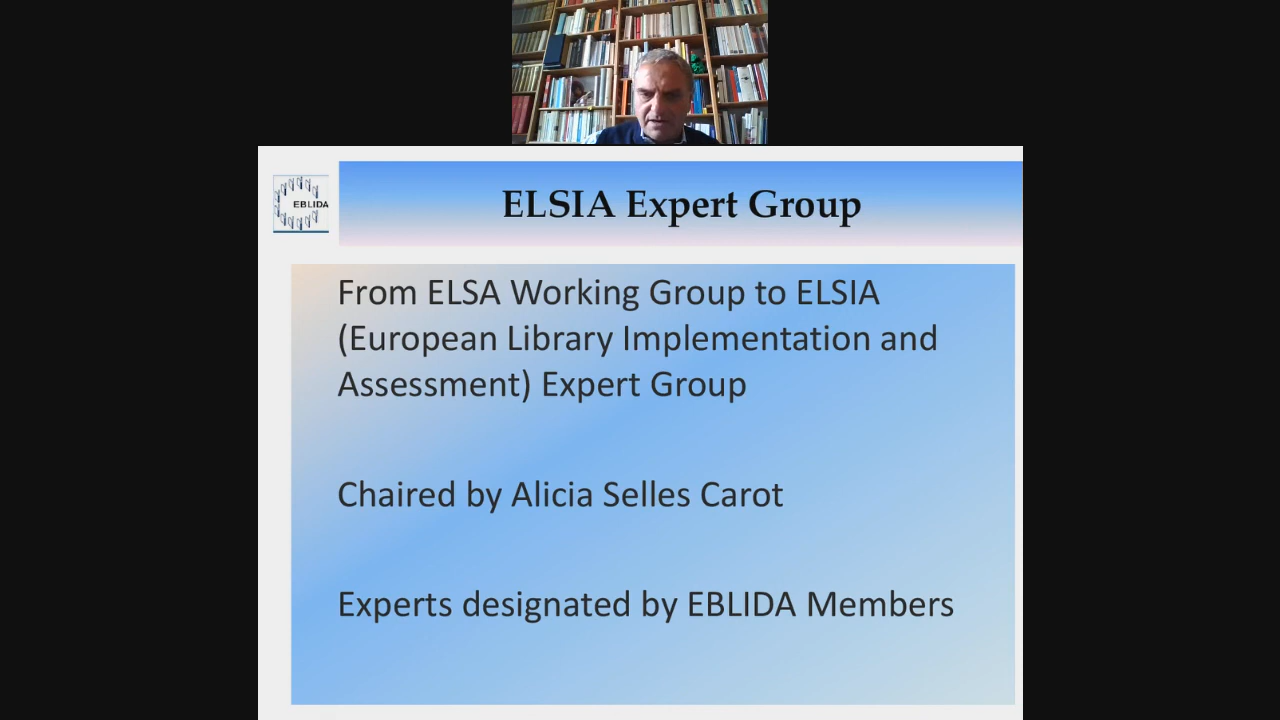 EBLIDA
ELSIA Expert Group
From ELSA Working Group to ELSIA
(European Library Implementation and
Assessment) Expert Group
Chaired by Alicia Selles Carot
Experts designated by EBLIDA Members